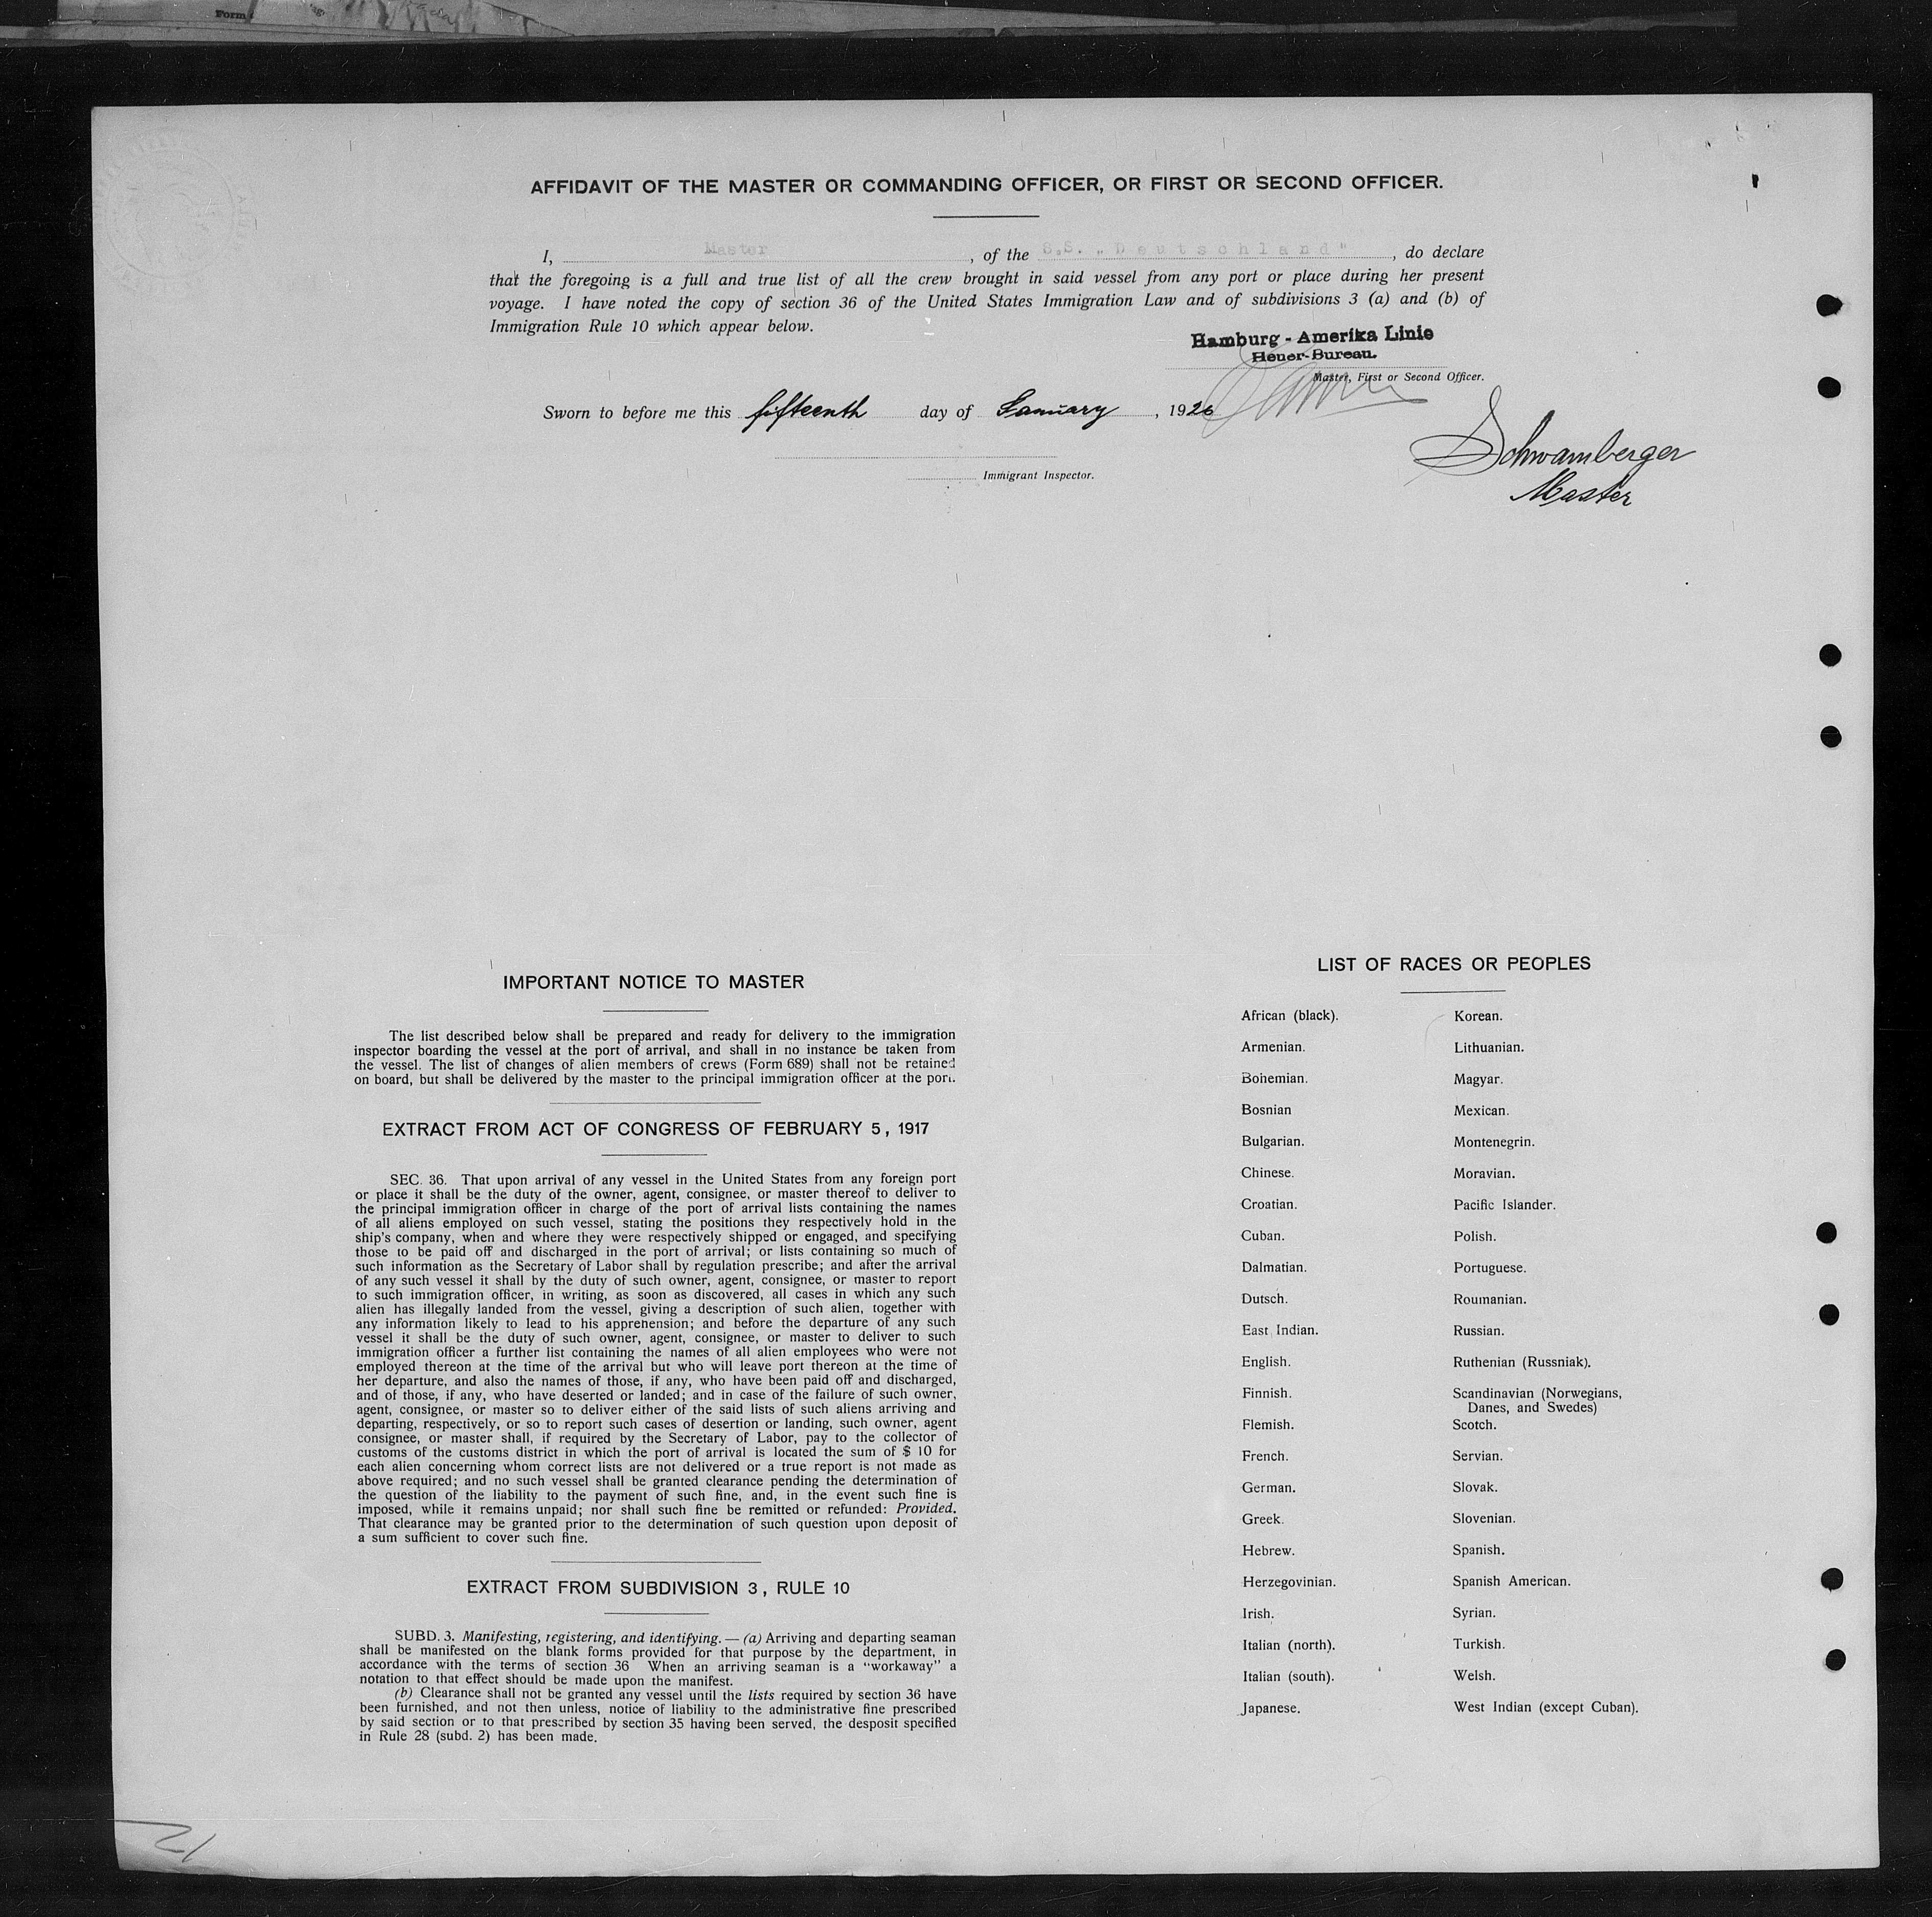 Form
AFFIDAVIT OF THE MASTER OR COMMANDING OFFICER, OR FIRST OR SECOND OFFICER.
I, Master, of the S.S. „Deutschland", do declare
that the foregoing is a full and true list of all the crew brought in said vessel from any port or place during her present
voyage. I have noted the copy of section 36 of the United States Immigration Law and of subdivisions 3 (a) and (b) of
Immigration Rule 10 which appear below.
Hamburg - Amerika Linie
Heuer-Bureau.
Master, First or Second Officer.
Sworn to before me this fifteenth day of January, 1926
Schwamberger
Master
Immigrant Inspector.
IMPORTANT NOTICE TO MASTER
The list described below shall be prepared and ready for delivery to the immigration
inspector boarding the vessel at the port of arrival, and shall in no instance be taken from
the vessel. The list of changes of alien members of crews (Form 689) shall not be retained
on board, but shall be delivered by the master to the principal immigration officer at the port.
EXTRACT FROM ACT OF CONGRESS OF FEBRUARY 5, 1917
SEC. 36. That upon arrival of any vessel in the United States from any foreign port
or place it shall be the duty of the owner, agent, consignee, or master thereof to deliver to
the principal immigration officer in charge of the port of arrival lists containing the names
of all aliens employed on such vessel, stating the positions they respectively hold in the
ship's company, when and where they were respectively shipped or engaged, and specifying
those to be paid off and discharged in the port of arrival; or lists containing so much of
such information as the Secretary of Labor shall by regulation prescribe; and after the arrival
of any such vessel it shall by the duty of such owner, agent, consignee, or master to report
to such immigration officer, in writing, as soon as discovered, all cases in which any such
alien has illegally landed from the vessel, giving a description of such alien, together with
any information likely to lead to his apprenension; and before the departure of any such
vessel it shall be the duty of such owner, agent, consignee, or master to deliver to such
immigration officer a further list containing the names of all alien employees who were not
employed thereon at the time of the arrival but who will leave port thereon at the time of
her departure, and also the names of those, if any, who have been paid off and discharged,
and of those, if any, who have deserted or landed; and in case of the failure of such owner,
agent, consignee, or master so to deliver either of the said lists of such aliens arriving and
departing, respectively, or so to report such cases of desertion or landing, such owner, agent
consignee, or master shall, if required by the Secretary of Labor, pay to the collector of
customs of the customs district in which the port of arrival is located the sum of $ 10 for
each alien concerning whom correct lists are not delivered or a true report is not made as
above required; and no such vessel shall be granted clearance pending the determination of
the question of the liability to the payment of such fine, and, in the event such fine is
imposed, while it remains unpaid; nor shall such fine be remitted or refunded: Provided,
That clearance may be granted prior to the determination of such question upon deposit of
a sum sufficient to cover such fine.
EXTRACT FROM SUBDIVISION 3, RULE 10
SUBD. 3. Manifesting, registering, and identifying. — (a) Arriving and departing seaman
shall be manifested on the blank forms provided for that purpose by the department, in
accordance with the terms of section 36 When an arriving seaman is a "workaway" a
notation to that effect should be made upon the manifest.
(b) Clearance shall not be granted any vessel until the lists required by section 36 have
been furnished, and not then unless, notice of liability to the administrative fine prescribed
by said section or to that prescribed by section 35 having been served, the desposit specified
in Rule 28 (subd. 2) has been made.
LIST OF RACES OR PEOPLES
African (black).
Armenian.
Bohemian.
Bosnian
Bulgarian.
Chinese.
Croatian.
Cuban.
Dalmatian.
Dutsch.
East Indian.
English.
Finnish.
Flemish.
French.
German.
Greek.
Hebrew.
Herzegovinian.
Irish.
Italian (north).
Italian (south).
Japanese.
Korean.
Lithuanian.
Magyar.
Mexican.
Montenegrin.
Moravian.
Pacific Islander.
Polish.
Portuguese.
Roumanian.
Russian.
Ruthenian (Russniak).
Scandinavian (Norwegians,
Danes, and Swedes)
Scotch.
Servian.
Slovak.
Slovenian.
Spanish.
Spanish American.
Syrian.
Turkish.
Welsh.
West Indian (except Cuban).